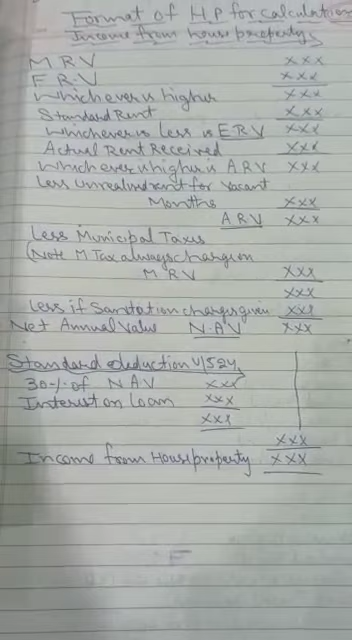 Format of H P for calculation
Income from house property
M R V xxx
F R V xxx
Whichever is higher xxx
Standard Rent xxx
Whichever is Less is E R V xxx
Actual Rent Received xxx
Whichever is higher is A R V xxx
Less Unrealised rent for Vacant
Months xxx
A R V xxx
Less Municipal Taxes
(Note M Tax always charge on
M R V xxx
xxx
Less if Sanitation charges given xxx
Net Annual Value N.A.V xxx
Standard deduction u/s 24
30% of N A V xxx
Interest on Loan xxx
xxx
xxx
Income from House property xxx